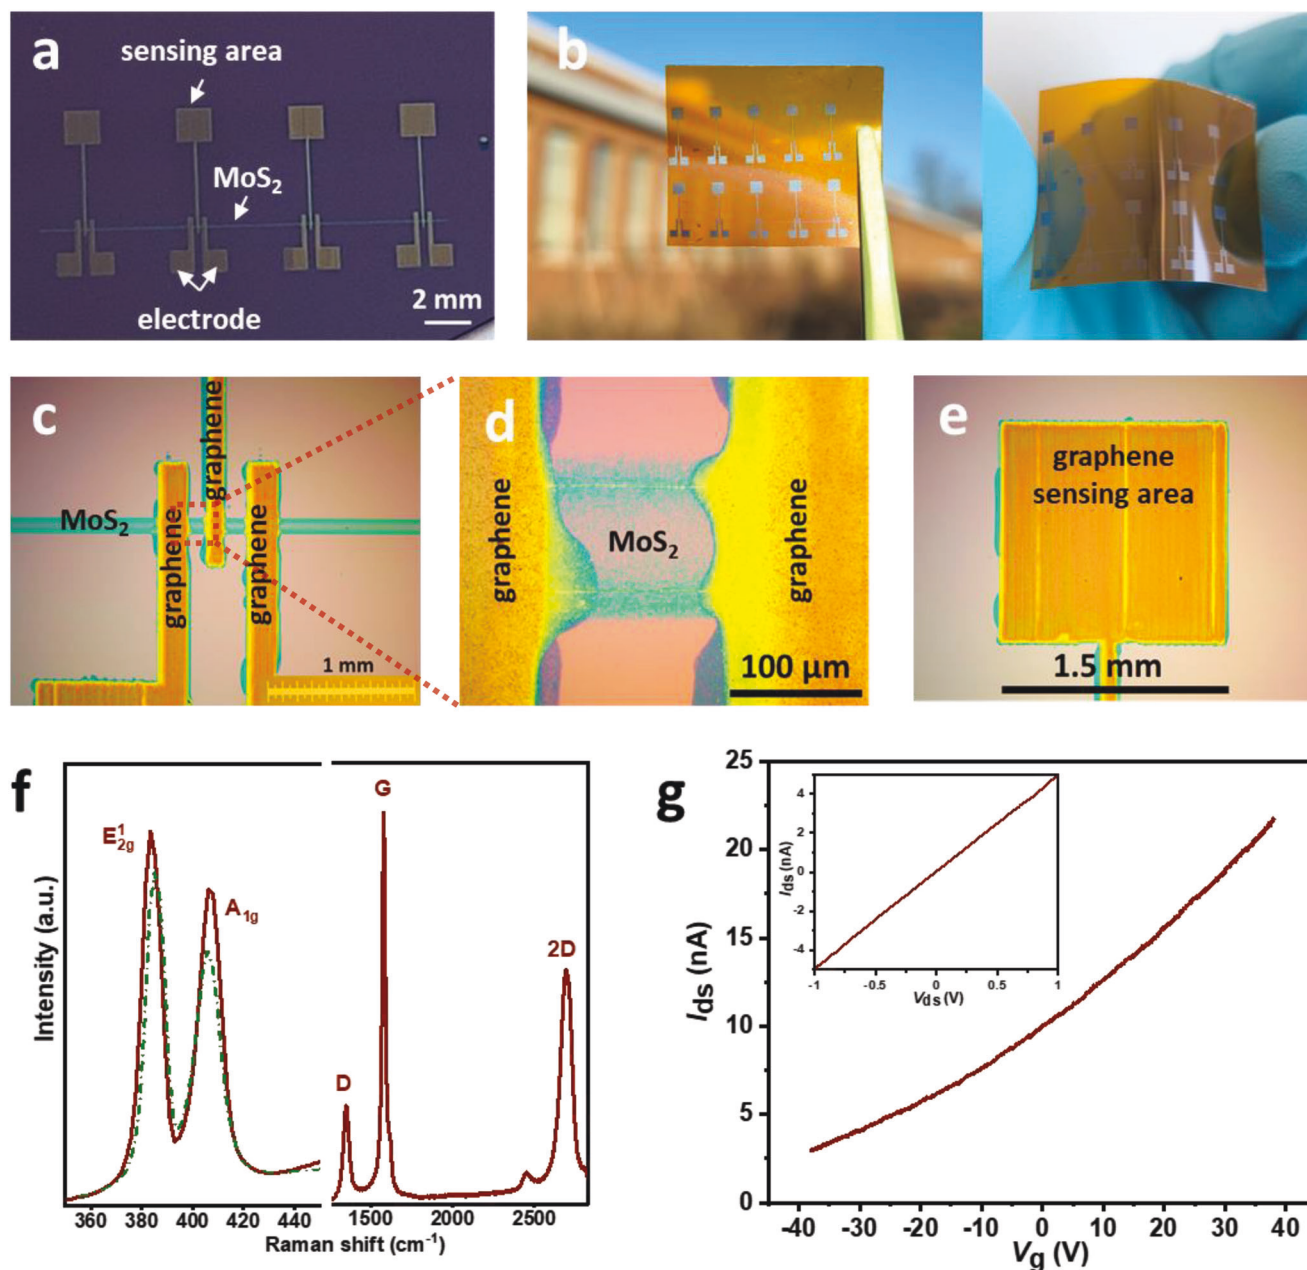 a
sensing area
MoS₂
electrode
2 mm
b
c
graphene
MoS₂
graphene
graphene
1 mm
d
graphene
MoS₂
graphene
100 µm
e
graphene
sensing area
1.5 mm
f
Intensity (a.u.)
E¹₂g
A₁g
D
G
2D
360 380 400 420 440 1500 2000 2500
Raman shift (cm⁻¹)
g
Ids (nA)
25
20
15
10
5
0
-40 -30 -20 -10 0 10 20 30 40
Vg (V)
Ids (nA)
4
2
0
-2
-4
-1 -0.5 0 0.5 1
Vds (V)